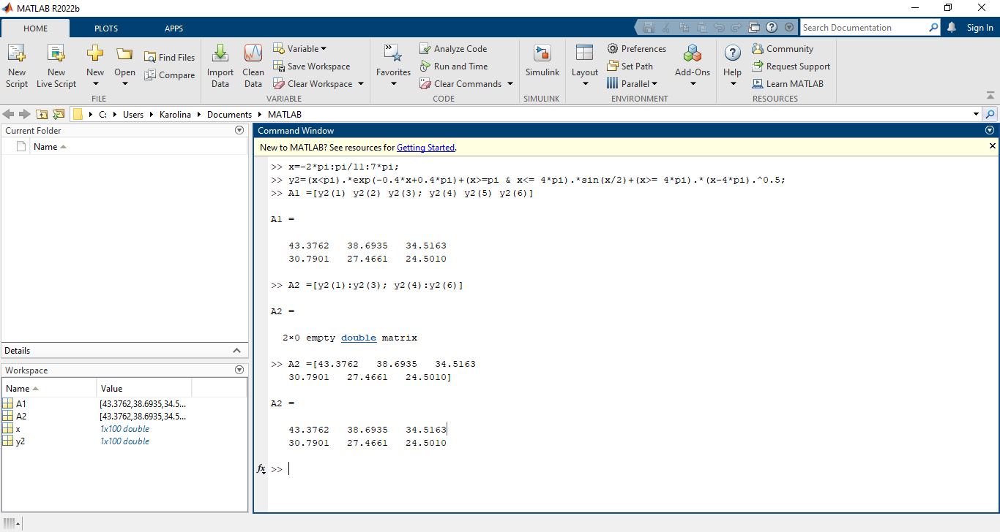 MATLAB R2022b
HOME PLOTS APPS
Search Documentation
Sign In
New Script
New Live Script
New
Open
Find Files
Compare
FILE
Import Data
Clean Data
Variable
Save Workspace
Clear Workspace
VARIABLE
Favorites
Analyze Code
Run and Time
Clear Commands
CODE
Simulink
SIMULINK
Layout
Preferences
Set Path
Parallel
ENVIRONMENT
Add-Ons
Help
Community
Request Support
Learn MATLAB
RESOURCES
C: Users Karolina Documents MATLAB
Current Folder
Name
Details
Workspace
Name Value
A1 [43.3762,38.6935,34.5...
A2 [43.3762,38.6935,34.5...
x 1x100 double
y2 1x100 double
Command Window
New to MATLAB? See resources for Getting Started.
>> x=-2*pi:pi/11:7*pi;
>> y2=(x<pi).*exp(-0.4*x+0.4*pi)+(x>=pi & x<= 4*pi).*sin(x/2)+(x>= 4*pi).*(x-4*pi).^0.5;
>> A1 =[y2(1) y2(2) y2(3); y2(4) y2(5) y2(6)]
A1 =
43.3762 38.6935 34.5163
30.7901 27.4661 24.5010
>> A2 =[y2(1):y2(3); y2(4):y2(6)]
A2 =
2×0 empty double matrix
>> A2 =[43.3762 38.6935 34.5163
30.7901 27.4661 24.5010]
A2 =
43.3762 38.6935 34.5163
30.7901 27.4661 24.5010
fx >>